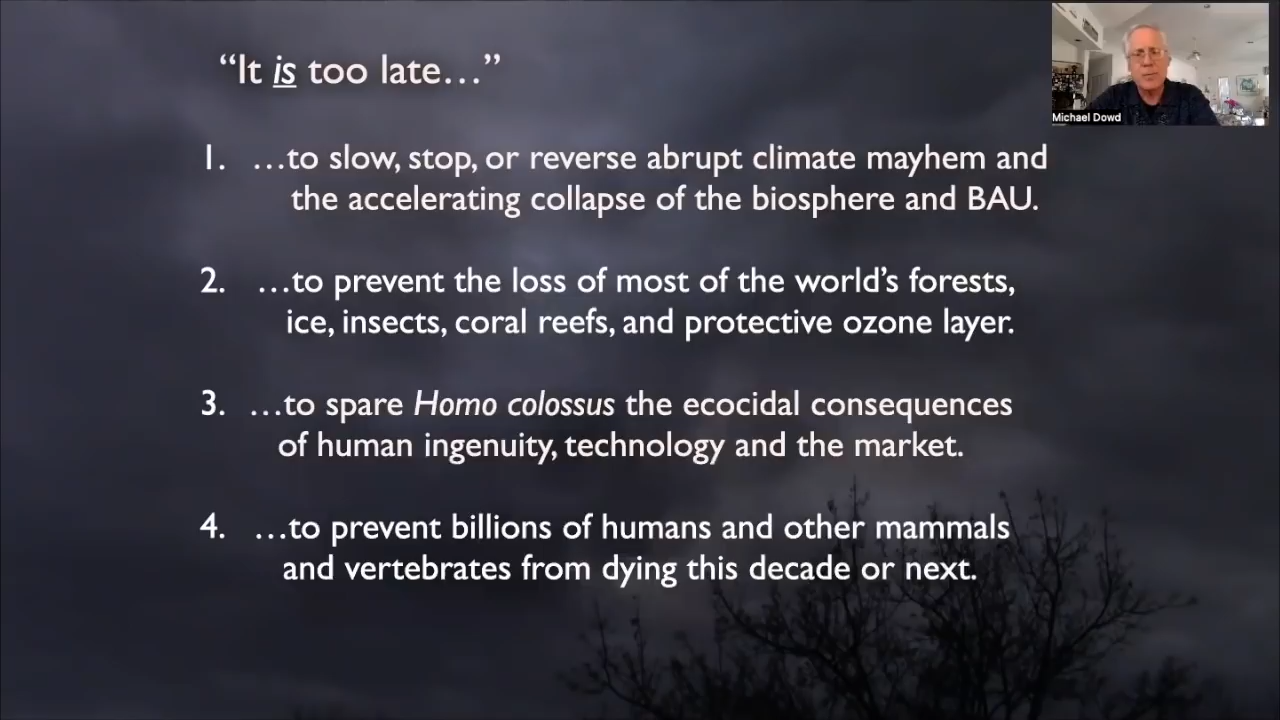 “It is too late…”
Michael Dowd
1. …to slow, stop, or reverse abrupt climate mayhem and
the accelerating collapse of the biosphere and BAU.
2. …to prevent the loss of most of the world’s forests,
ice, insects, coral reefs, and protective ozone layer.
3. …to spare Homo colossus the ecocidal consequences
of human ingenuity, technology and the market.
4. …to prevent billions of humans and other mammals
and vertebrates from dying this decade or next.